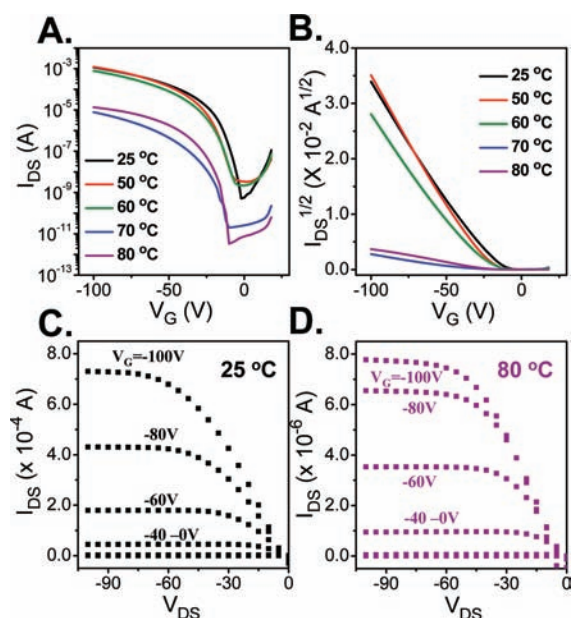 A.
I_DS (A)
10^-3
10^-5
10^-7
10^-9
10^-11
10^-13
25 °C
50 °C
60 °C
70 °C
80 °C
-100 -50 0
V_G (V)
B.
I_DS^1/2 (X 10^-2 A^1/2)
4.0
3.0
2.0
1.0
0.0
25 °C
50 °C
60 °C
70 °C
80 °C
-100 -50 0
V_G (V)
C.
I_DS (x 10^-4 A)
8.0
6.0
4.0
2.0
0.0
V_G=-100V
25 °C
-80V
-60V
-40 –0V
-90 -60 -30 0
V_DS
D.
I_DS (x 10^-6 A)
8.0
6.0
4.0
2.0
0.0
80 °C
V_G=-100V
-80V
-60V
-40 –0V
-90 -60 -30 0
V_DS